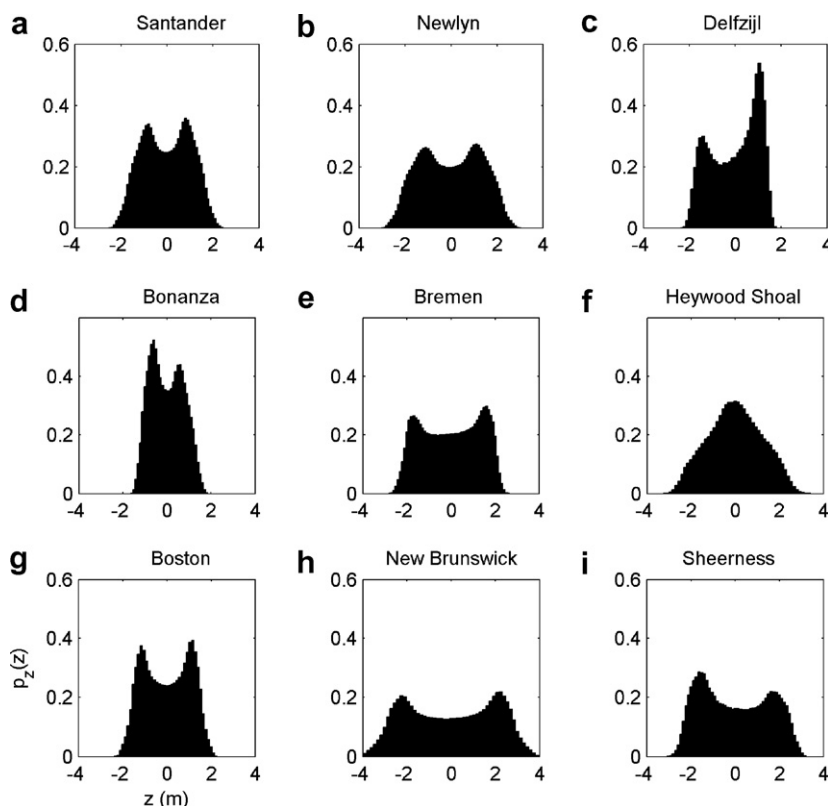 a Santander
b Newlyn
c Delfzijl
0.6
0.4
0.2
0
-4 -2 0 2 4
0.6
0.4
0.2
0
-4 -2 0 2 4
0.6
0.4
0.2
0
-4 -2 0 2 4
d Bonanza
e Bremen
f Heywood Shoal
0.4
0.2
0
-4 -2 0 2 4
0.4
0.2
0
-4 -2 0 2 4
0.4
0.2
0
-4 -2 0 2 4
g Boston
h New Brunswick
i Sheerness
0.6
0.4
0.2
0
-4 -2 0 2 4
0.6
0.4
0.2
0
-4 -2 0 2 4
0.6
0.4
0.2
0
-4 -2 0 2 4
p_z(z)
z (m)